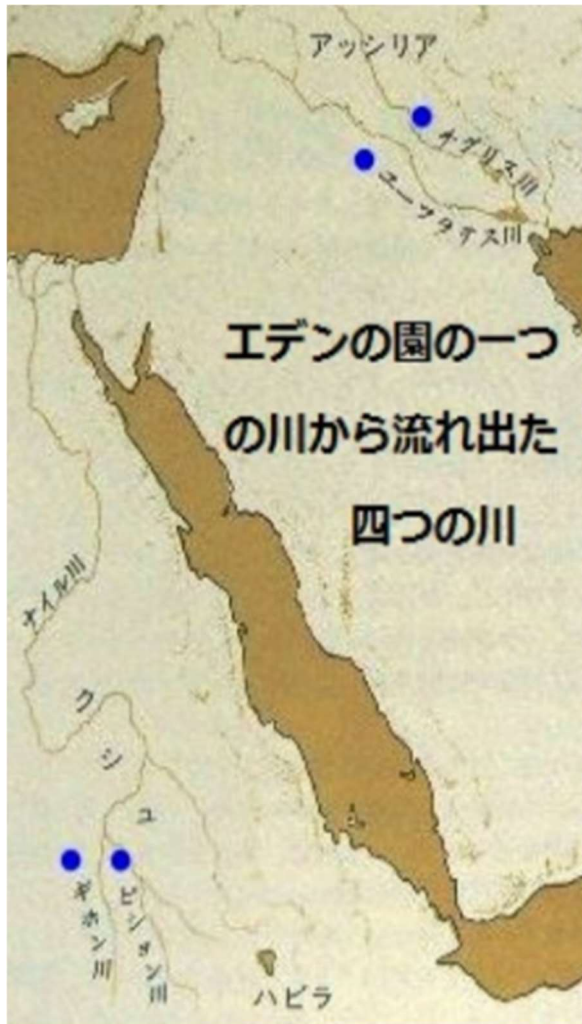 アッシリア
チグリス川
ユーフラテス川
エデンの園の一つ
の川から流れ出た
四つの川
ナイル川
クシュ
ギホン川
ピション川
ハビラ